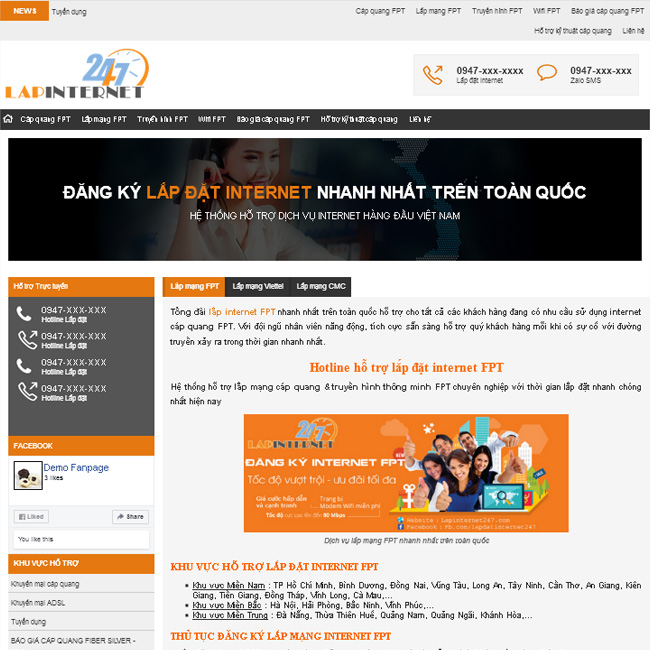 NEWS Tuyển dụng Cáp quang FPT Lắp mạng FPT Truyền hình FPT Wifi FPT Báo giá cáp quang FPT
Hỗ trợ kỹ thuật cáp quang Liên hệ
247
LAPINTERNET
0947-xxx-xxxx 0947-xxx-xxx
Lắp đặt Internet Zalo SMS
Cáp quang FPT Lắp mạng FPT Truyền hình FPT Wifi FPT Báo giá cáp quang FPT Hỗ trợ kỹ thuật cáp quang Liên hệ
ĐĂNG KÝ LẮP ĐẶT INTERNET NHANH NHẤT TRÊN TOÀN QUỐC
HỆ THỐNG HỖ TRỢ DỊCH VỤ INTERNET HÀNG ĐẦU VIỆT NAM
Hỗ trợ Trực tuyến
0947-XXX-XXX
Hotline Lắp đặt
0947-XXX-XXX
Hotline Lắp đặt
0947-XXX-XXX
Hotline Lắp đặt
0947-XXX-XXX
Hotline Lắp đặt
FACEBOOK
Demo Fanpage
3 likes
Liked Share
You like this
KHU VỰC HỖ TRỢ
Khuyến mại cáp quang
Khuyến mại ADSL
Tuyển dụng
BÁO GIÁ CÁP QUANG FIBER SILVER -
Lắp mạng FPT Lắp mạng Viettel Lắp mạng CMC
Tổng đài lắp internet FPT nhanh nhất trên toàn quốc hỗ trợ cho tất cả các khách hàng đang có nhu cầu sử dụng internet
cáp quang FPT. Với đội ngũ nhân viên năng động, tích cực sẵn sàng hỗ trợ quý khách hàng mỗi khi có sự cố với đường
truyền xảy ra trong thời gian nhanh nhất.
Hotline hỗ trợ lắp đặt internet FPT
Hệ thống hỗ trợ lắp mạng cáp quang & truyền hình thông minh FPT chuyên nghiệp với thời gian lắp đặt nhanh chóng
nhất hiện nay
247
LAPINTERNET
ĐĂNG KÝ INTERNET FPT
Tốc độ vượt trội - ưu đãi tối đa
Giá cước hấp dẫn Trang bị
và cạnh tranh Modem Wifi miễn phí
Tốc độ cực cao lên đến 80 Mbps
Website : Lapinternet247.com
Facebook: Fb.com/lapdatinternet247
FREE
Dịch vụ lắp mạng FPT nhanh nhất trên toàn quốc
KHU VỰC HỖ TRỢ LẮP ĐẶT INTERNET FPT
Khu vực Miền Nam : TP Hồ Chí Minh, Bình Dương, Đồng Nai, Vũng Tàu, Long An, Tây Ninh, Cần Thơ, An Giang, Kiên
Giang, Tiền Giang, Đồng Tháp, Vĩnh Long, Cà Mau,...
Khu vực Miền Bắc : Hà Nội, Hải Phòng, Bắc Ninh, Vĩnh Phúc,...
Khu vực Miền Trung : Đà Nẵng, Thừa Thiên Huế, Quảng Nam, Quảng Ngãi, Khánh Hòa,...
THỦ TỤC ĐĂNG KÝ LẮP MẠNG INTERNET FPT